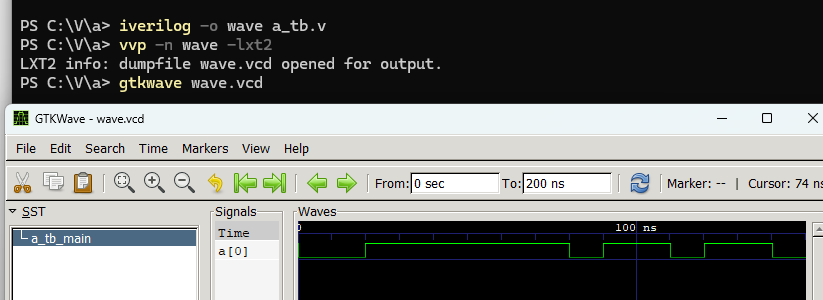 PS C:\V\a> iverilog -o wave a_tb.v
PS C:\V\a> vvp -n wave -lxt2
LXT2 info: dumpfile wave.vcd opened for output.
PS C:\V\a> gtkwave wave.vcd
GTKWave - wave.vcd
File Edit Search Time Markers View Help
From: 0 sec To: 200 ns Marker: -- | Cursor: 74 ns
SST Signals Waves
a_tb_main Time 0 100 ns
a[0]